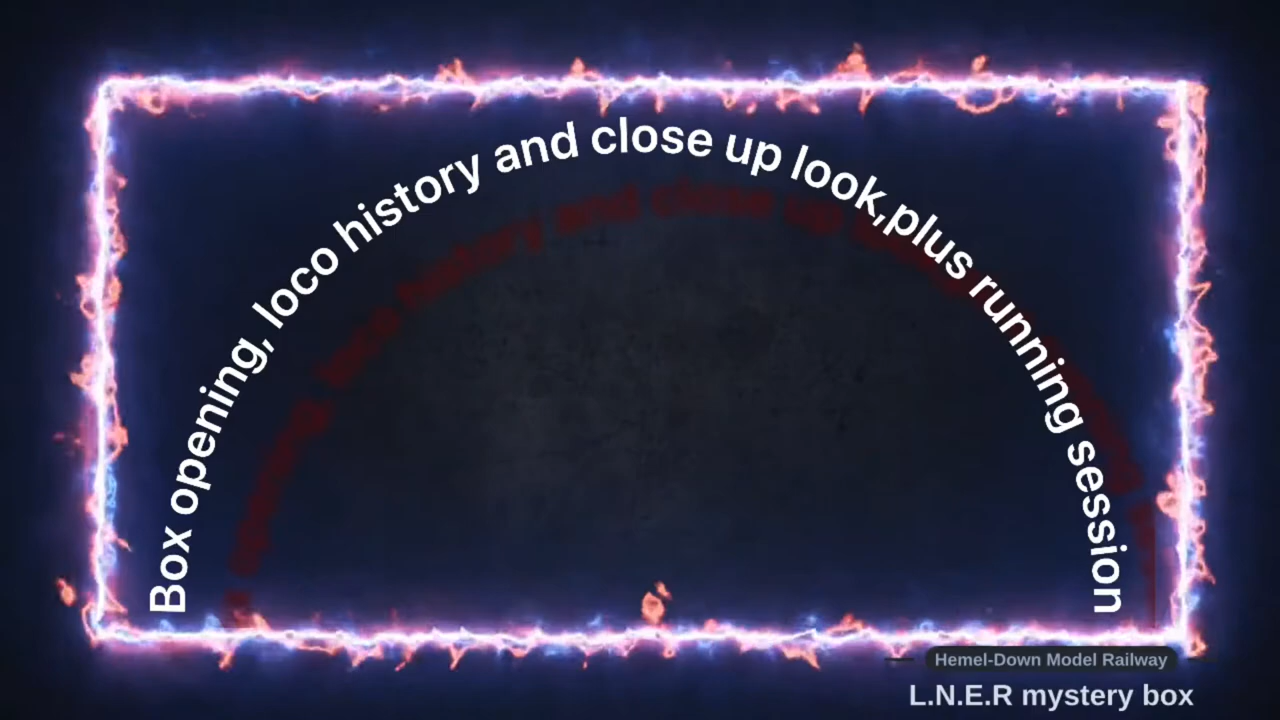 Box opening, loco history and close up look,plus running session
Hemel-Down Model Railway
L.N.E.R mystery box